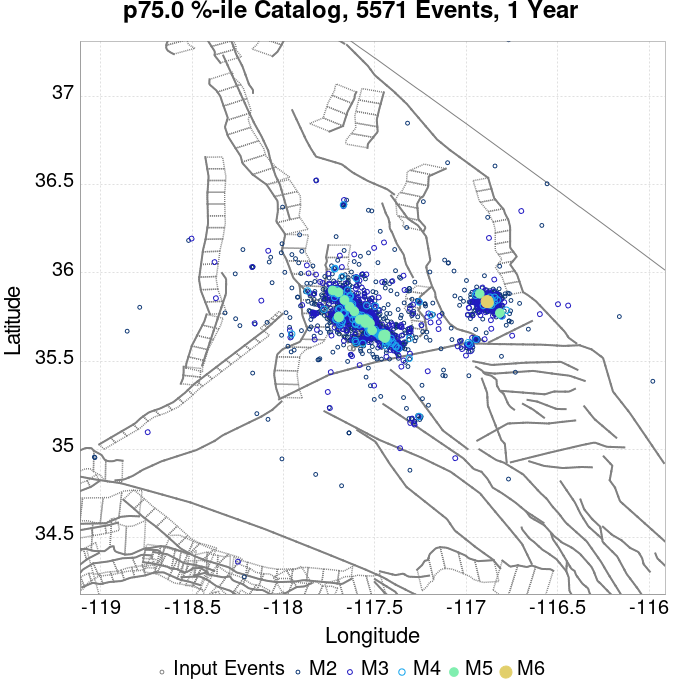 p75.0 %-ile Catalog, 5571 Events, 1 Year
37
36.5
36
35.5
35
34.5
Latitude
-119 -118.5 -118 -117.5 -117 -116.5 -116
Longitude
Input Events M2 M3 M4 M5 M6